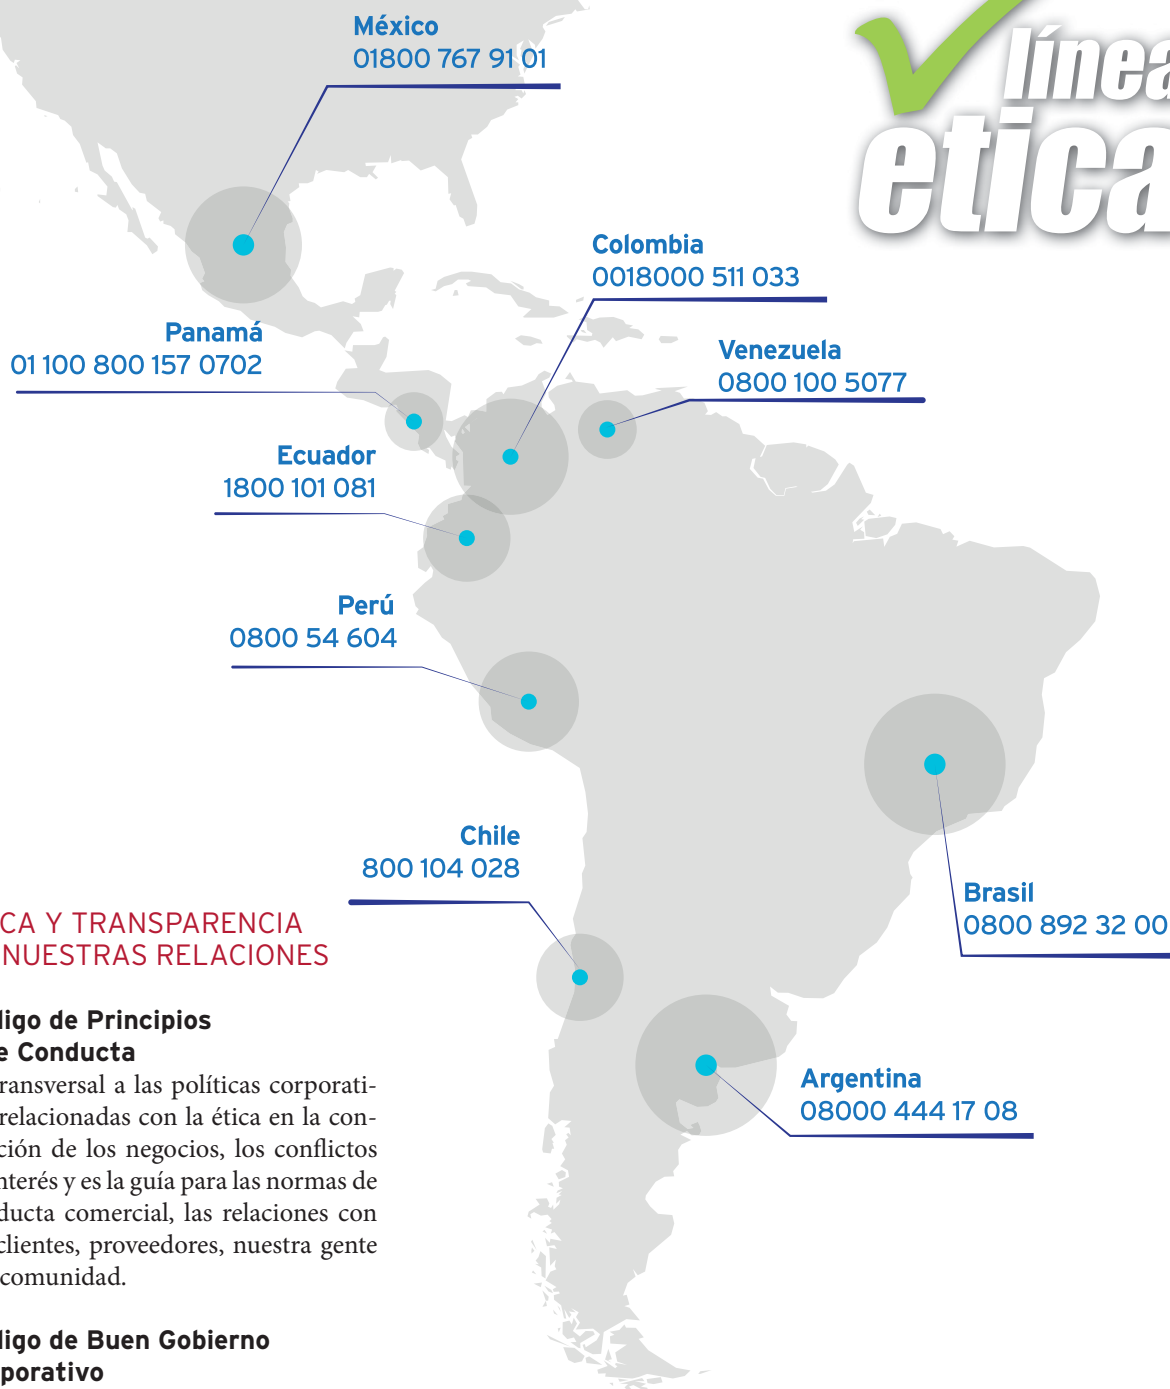 México
01800 767 91 01
línea
etica
Colombia
0018000 511 033
Panamá
01 100 800 157 0702
Venezuela
0800 100 5077
Ecuador
1800 101 081
Perú
0800 54 604
Chile
800 104 028
Brasil
0800 892 32 00
Argentina
08000 444 17 08
CA Y TRANSPARENCIA
NUESTRAS RELACIONES
ligo de Principios
e Conducta
ransversal a las políticas corporati-
relacionadas con la ética en la con-
ción de los negocios, los conflictos
nterés y es la guía para las normas de
ducta comercial, las relaciones con
clientes, proveedores, nuestra gente
comunidad.
ligo de Buen Gobierno
porativo